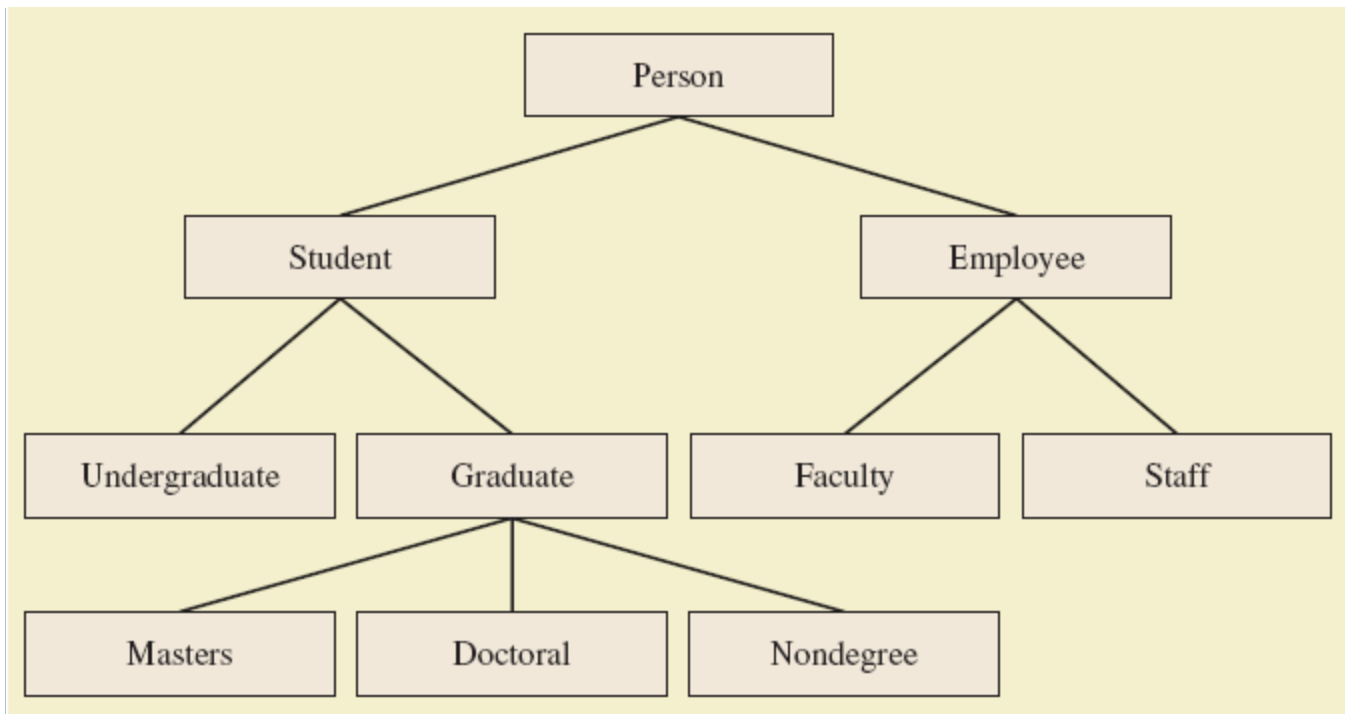 Person
Student
Employee
Undergraduate
Graduate
Faculty
Staff
Masters
Doctoral
Nondegree